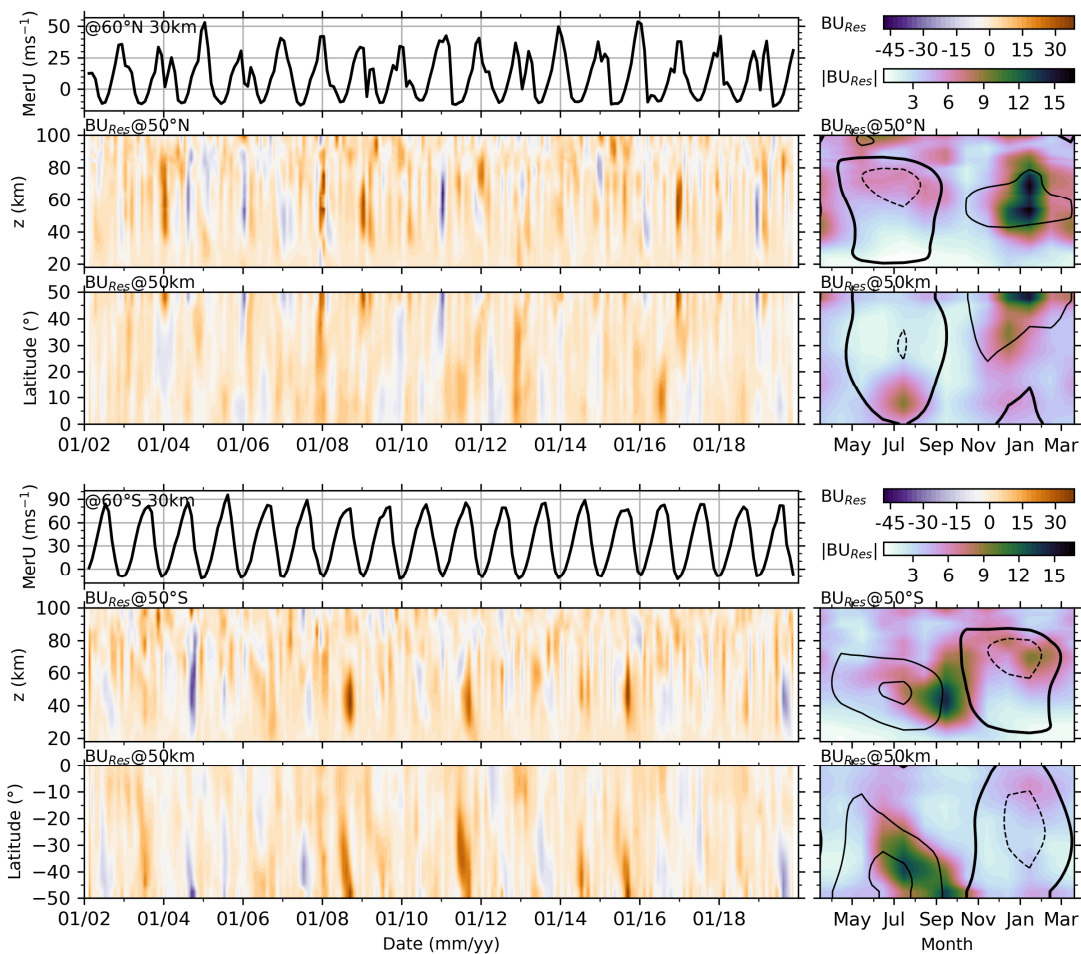 @60°N 30km
MerU (ms⁻¹)
50
25
0
BU_Res
-45 -30 -15 0 15 30
|BU_Res|
3 6 9 12 15
BU_Res@50°N
z (km)
100
80
60
40
20
BU_Res@50°N
BU_Res@50km
Latitude (°)
50
40
30
20
10
0
01/02 01/04 01/06 01/08 01/10 01/12 01/14 01/16 01/18
BU_Res@50km
May Jul Sep Nov Jan Mar
@60°S 30km
MerU (ms⁻¹)
90
60
30
0
BU_Res
-45 -30 -15 0 15 30
|BU_Res|
3 6 9 12 15
BU_Res@50°S
z (km)
100
80
60
40
20
BU_Res@50°S
BU_Res@50km
Latitude (°)
0
−10
−20
−30
−40
−50
01/02 01/04 01/06 01/08 01/10 01/12 01/14 01/16 01/18
Date (mm/yy)
BU_Res@50km
May Jul Sep Nov Jan Mar
Month